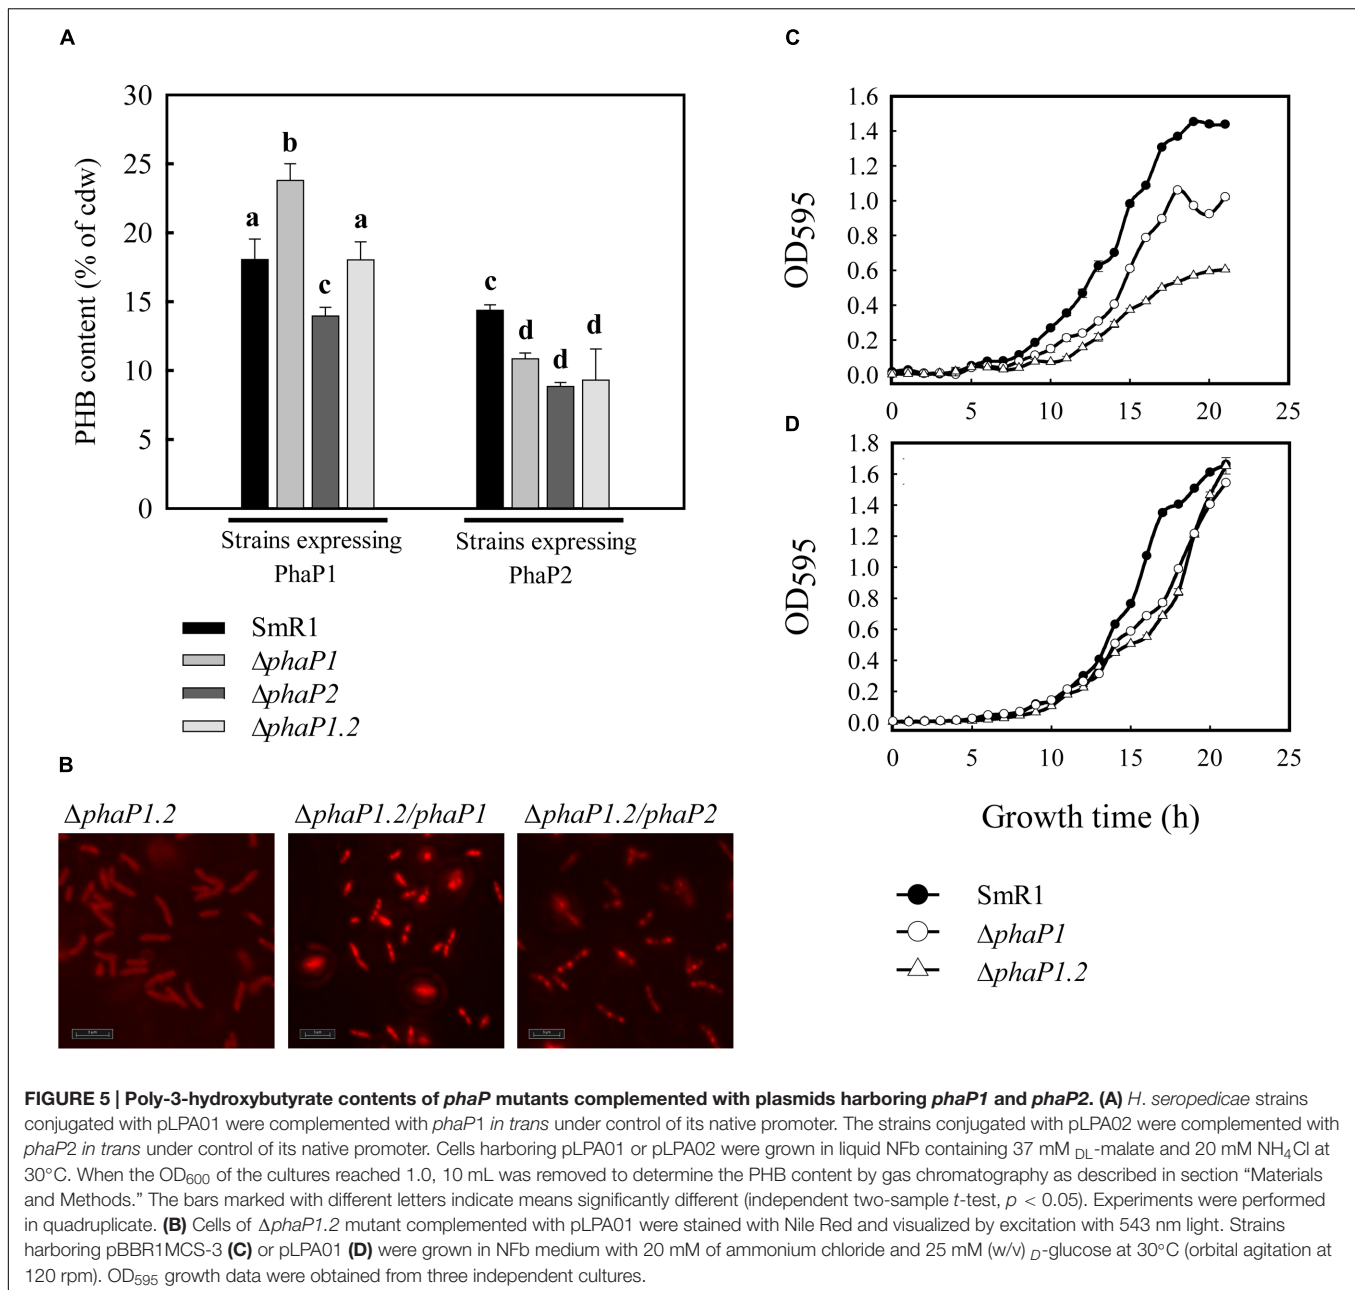 A
30
25
20
15
10
5
0
PHB content (% of cdw)
a
b
c
a
c
d
d
d
Strains expressing
PhaP1
Strains expressing
PhaP2
SmR1
ΔphaP1
ΔphaP2
ΔphaP1.2
B
ΔphaP1.2
ΔphaP1.2/phaP1
ΔphaP1.2/phaP2
C
1.6
1.4
1.2
1.0
0.8
0.6
0.4
0.2
0.0
OD595
0 5 10 15 20 25
D
1.8
1.6
1.4
1.2
1.0
0.8
0.6
0.4
0.2
0.0
OD595
0 5 10 15 20 25
Growth time (h)
SmR1
ΔphaP1
ΔphaP1.2
FIGURE 5 | Poly-3-hydroxybutyrate contents of phaP mutants complemented with plasmids harboring phaP1 and phaP2. (A) H. seropedicae strains
conjugated with pLPA01 were complemented with phaP1 in trans under control of its native promoter. The strains conjugated with pLPA02 were complemented with
phaP2 in trans under control of its native promoter. Cells harboring pLPA01 or pLPA02 were grown in liquid NFb containing 37 mM DL-malate and 20 mM NH4Cl at
30°C. When the OD600 of the cultures reached 1.0, 10 mL was removed to determine the PHB content by gas chromatography as described in section “Materials
and Methods.” The bars marked with different letters indicate means significantly different (independent two-sample t-test, p < 0.05). Experiments were performed
in quadruplicate. (B) Cells of ΔphaP1.2 mutant complemented with pLPA01 were stained with Nile Red and visualized by excitation with 543 nm light. Strains
harboring pBBR1MCS-3 (C) or pLPA01 (D) were grown in NFb medium with 20 mM of ammonium chloride and 25 mM (w/v) D-glucose at 30°C (orbital agitation at
120 rpm). OD595 growth data were obtained from three independent cultures.